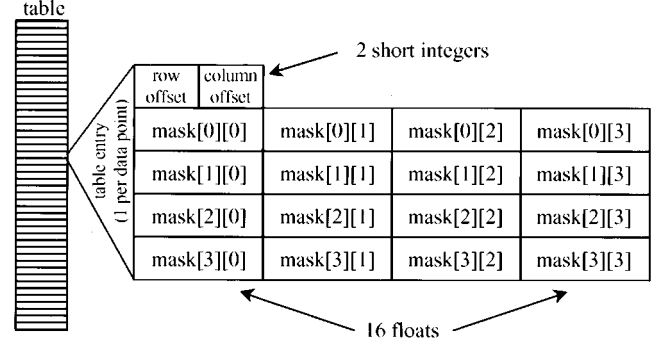 table
2 short integers
row column
offset offset
table entry
(1 per data point)
mask[0][0] mask[0][1] mask[0][2] mask[0][3]
mask[1][0] mask[1][1] mask[1][2] mask[1][3]
mask[2][0] mask[2][1] mask[2][2] mask[2][3]
mask[3][0] mask[3][1] mask[3][2] mask[3][3]
16 floats